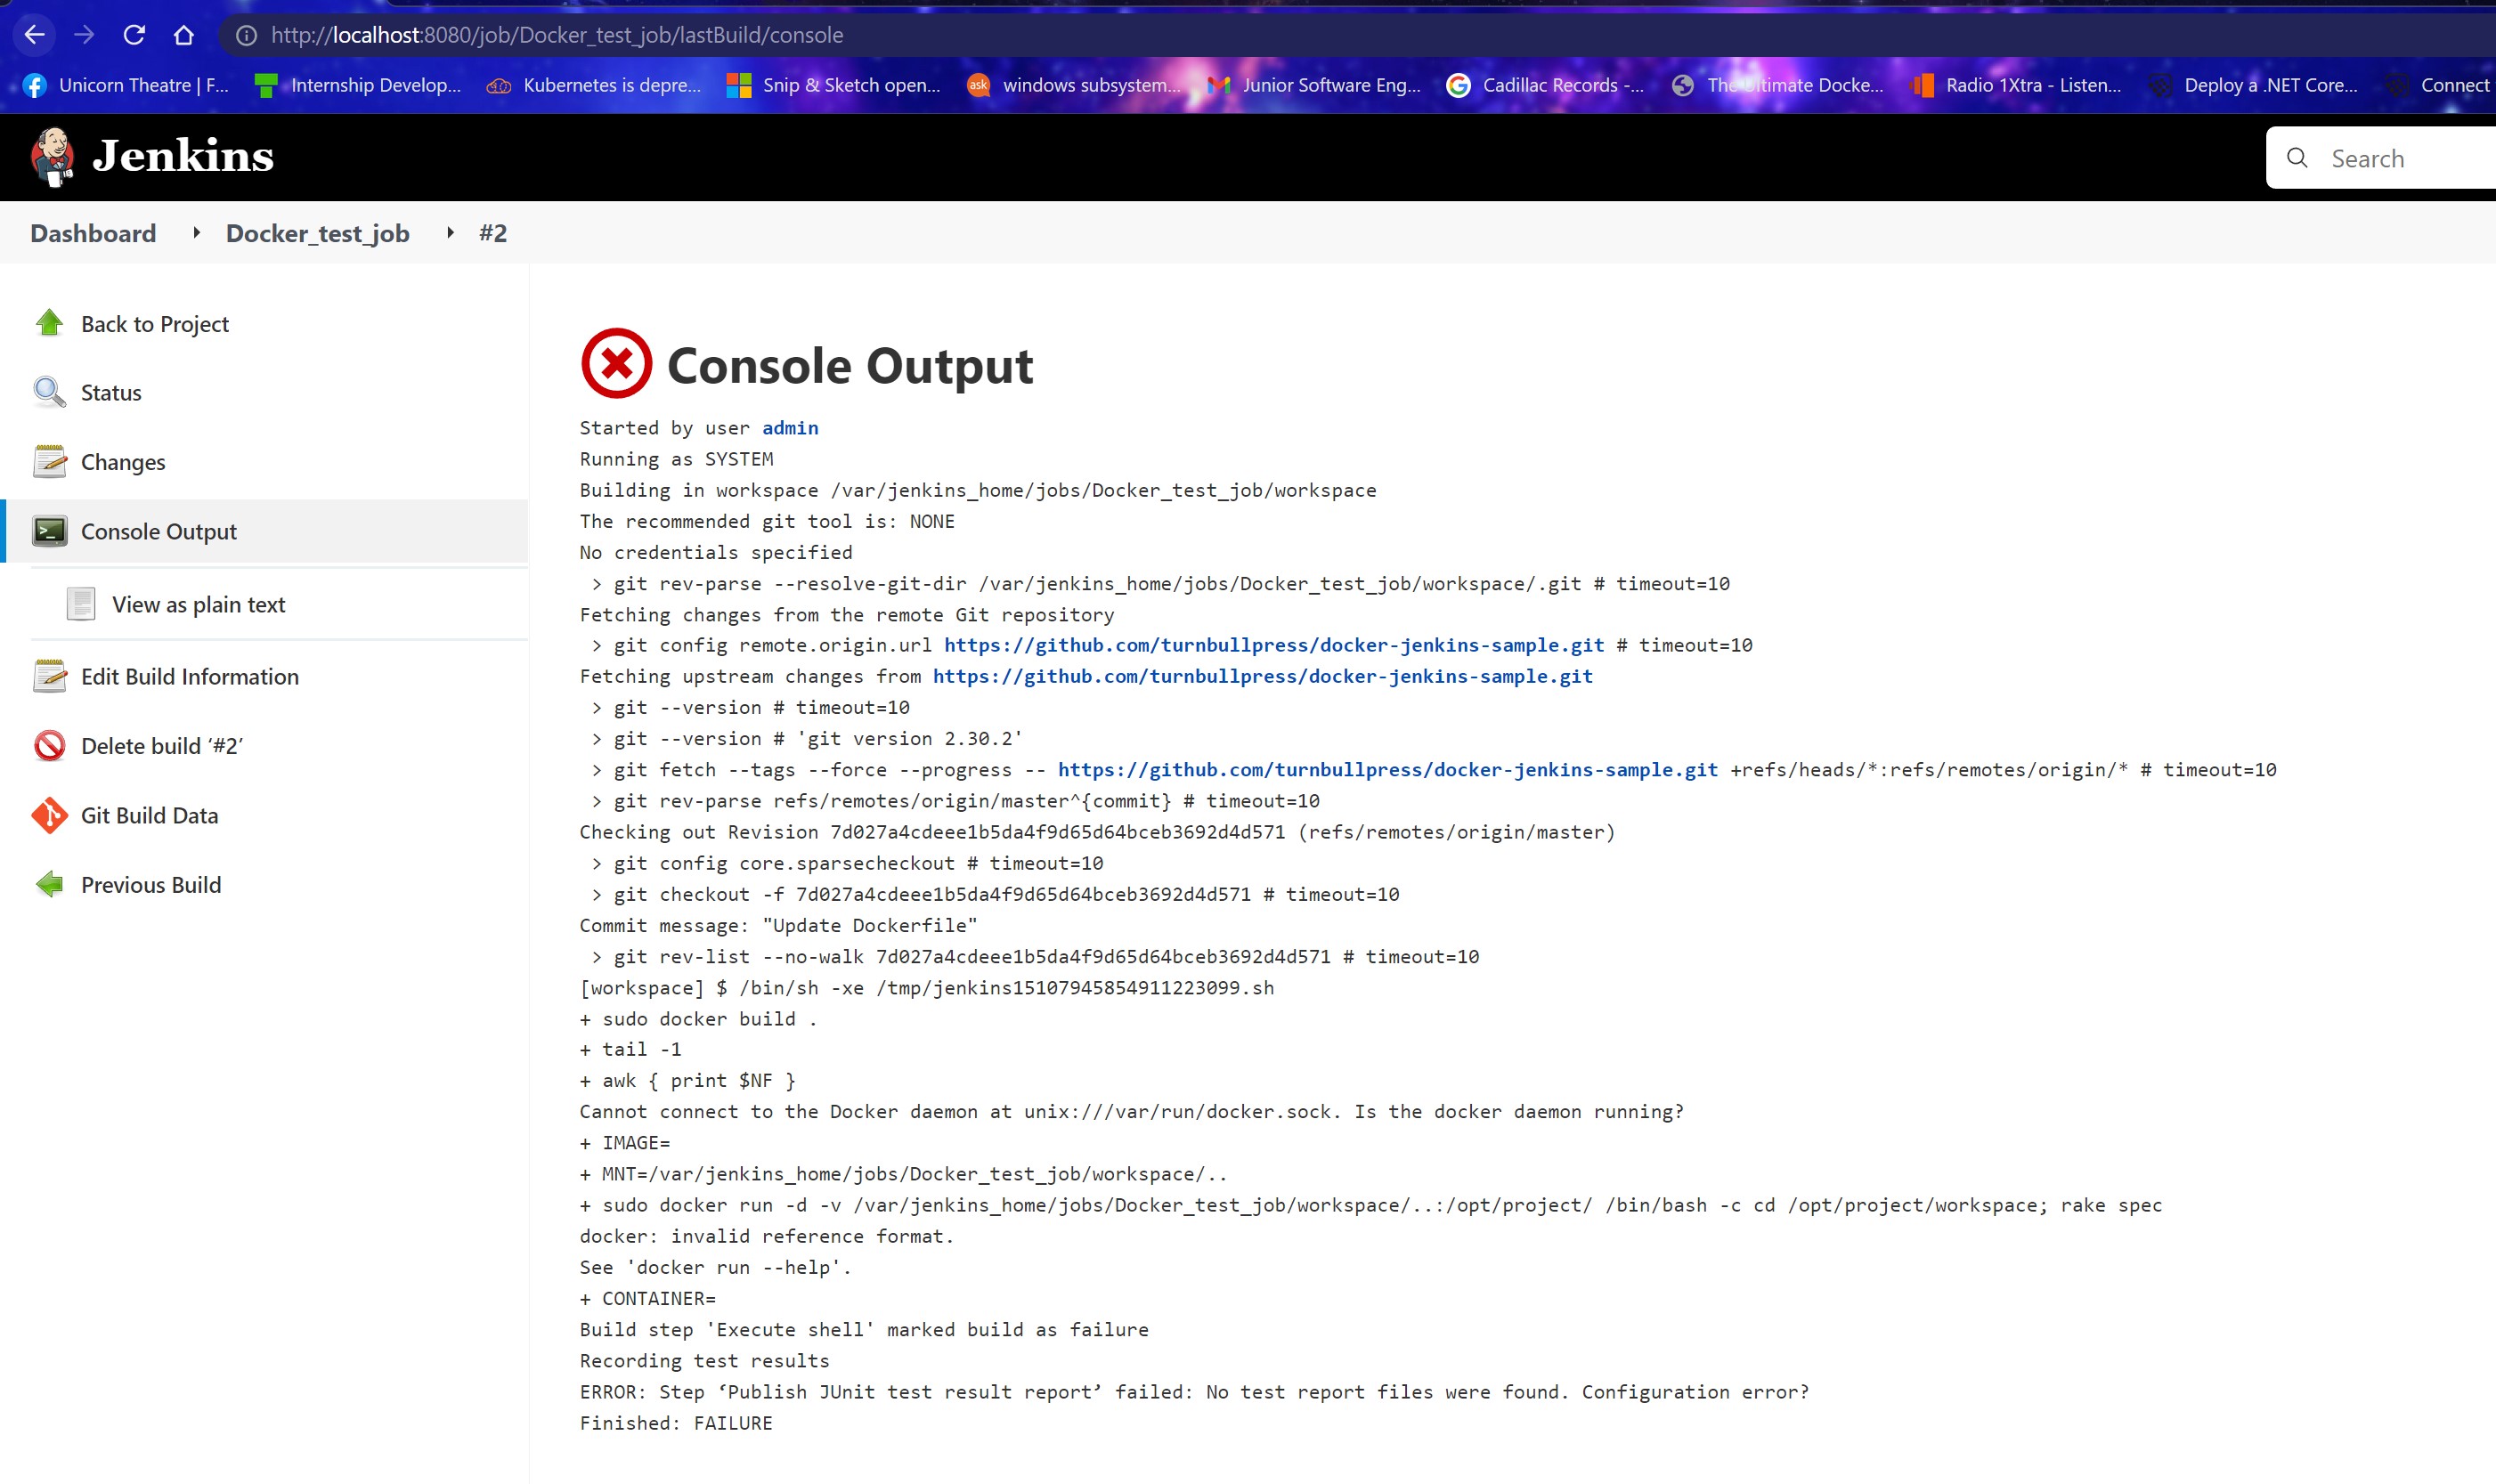 http://localhost:8080/job/Docker_test_job/lastBuild/console
Unicorn Theatre | F...
Internship Develop...
Kubernetes is depre...
Snip & Sketch open...
ask
windows subsystem...
Junior Software Eng...
Cadillac Records -...
The Ultimate Docke...
Radio 1Xtra - Listen...
Deploy a .NET Core...
Connect
Jenkins
Search
Dashboard
Docker_test_job
#2
Back to Project
Status
Changes
Console Output
View as plain text
Edit Build Information
Delete build ‘#2’
Git Build Data
Previous Build
Console Output
Started by user admin
Running as SYSTEM
Building in workspace /var/jenkins_home/jobs/Docker_test_job/workspace
The recommended git tool is: NONE
No credentials specified
 > git rev-parse --resolve-git-dir /var/jenkins_home/jobs/Docker_test_job/workspace/.git # timeout=10
Fetching changes from the remote Git repository
 > git config remote.origin.url https://github.com/turnbullpress/docker-jenkins-sample.git # timeout=10
Fetching upstream changes from https://github.com/turnbullpress/docker-jenkins-sample.git
 > git --version # timeout=10
 > git --version # 'git version 2.30.2'
 > git fetch --tags --force --progress -- https://github.com/turnbullpress/docker-jenkins-sample.git +refs/heads/*:refs/remotes/origin/* # timeout=10
 > git rev-parse refs/remotes/origin/master^{commit} # timeout=10
Checking out Revision 7d027a4cdeee1b5da4f9d65d64bceb3692d4d571 (refs/remotes/origin/master)
 > git config core.sparsecheckout # timeout=10
 > git checkout -f 7d027a4cdeee1b5da4f9d65d64bceb3692d4d571 # timeout=10
Commit message: "Update Dockerfile"
 > git rev-list --no-walk 7d027a4cdeee1b5da4f9d65d64bceb3692d4d571 # timeout=10
[workspace] $ /bin/sh -xe /tmp/jenkins15107945854911223099.sh
+ sudo docker build .
+ tail -1
+ awk { print $NF }
Cannot connect to the Docker daemon at unix:///var/run/docker.sock. Is the docker daemon running?
+ IMAGE=
+ MNT=/var/jenkins_home/jobs/Docker_test_job/workspace/..
+ sudo docker run -d -v /var/jenkins_home/jobs/Docker_test_job/workspace/..:/opt/project/ /bin/bash -c cd /opt/project/workspace; rake spec
docker: invalid reference format.
See 'docker run --help'.
+ CONTAINER=
Build step 'Execute shell' marked build as failure
Recording test results
ERROR: Step ‘Publish JUnit test result report’ failed: No test report files were found. Configuration error?
Finished: FAILURE